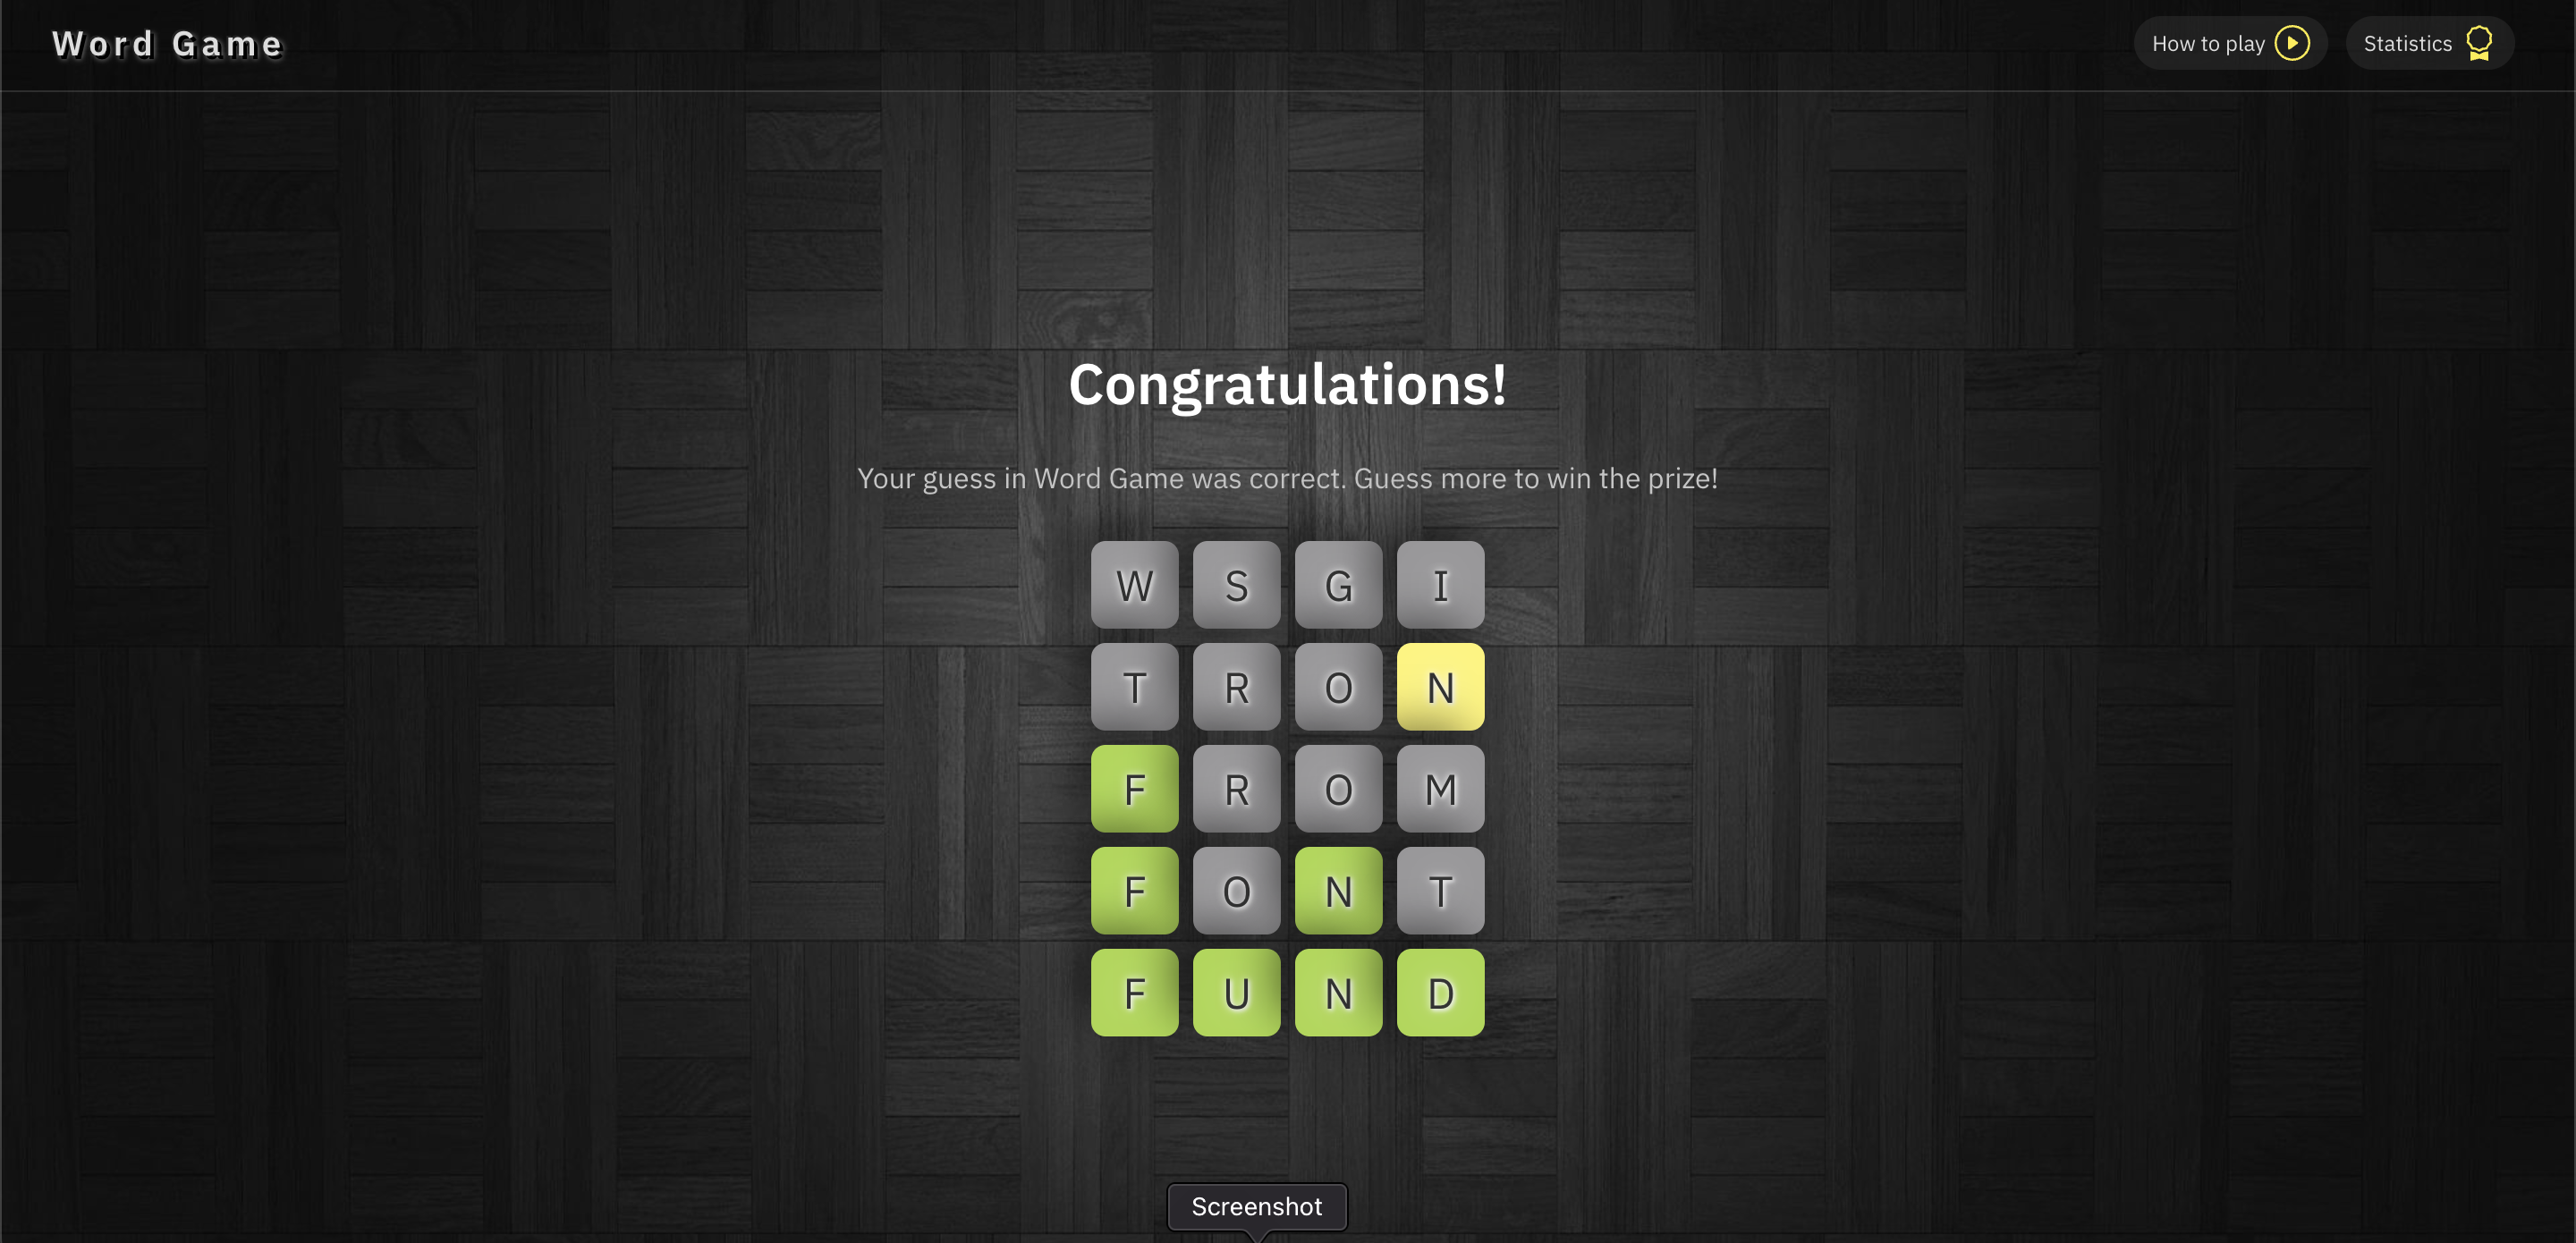 Word Game
How to play
Statistics
Congratulations!
Your guess in Word Game was correct. Guess more to win the prize!
W S G I
T R O N
F R O M
F O N T
F U N D
Screenshot